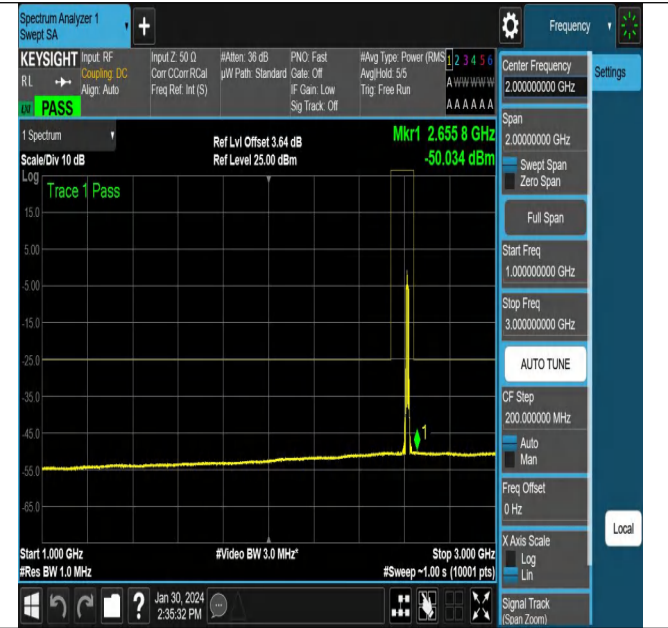 Spectrum Analyzer 1
Swept SA
Frequency
KEYSIGHT
RL
LXI PASS
Input: RF
Coupling: DC
Align: Auto
Input Z: 50 Ω
Corr CCorr RCal
Freq Ref: Int (S)
#Atten: 36 dB
µW Path: Standard
PNO: Fast
Gate: Off
IF Gain: Low
Sig Track: Off
#Avg Type: Power (RMS
Avg|Hold: 5/5
Trig: Free Run
1 2 3 4 5 6
A W W W W W
A A A A A A
1 Spectrum
Scale/Div 10 dB
Ref Lvl Offset 3.64 dB
Ref Level 25.00 dBm
Mkr1 2.655 8 GHz
-50.034 dBm
Log
Trace 1 Pass
15.0
5.00
-5.00
-15.0
-25.0
-35.0
-45.0
-55.0
-65.0
1
Start 1.000 GHz
#Video BW 3.0 MHz*
Stop 3.000 GHz
#Res BW 1.0 MHz
#Sweep ~1.00 s (10001 pts)
Jan 30, 2024
2:35:32 PM
Center Frequency
2.00000000 GHz
Settings
Span
2.00000000 GHz
Swept Span
Zero Span
Full Span
Start Freq
1.000000000 GHz
Stop Freq
3.000000000 GHz
AUTO TUNE
CF Step
200.000000 MHz
Auto
Man
Freq Offset
0 Hz
Local
X Axis Scale
Log
Lin
Signal Track
(Span Zoom)